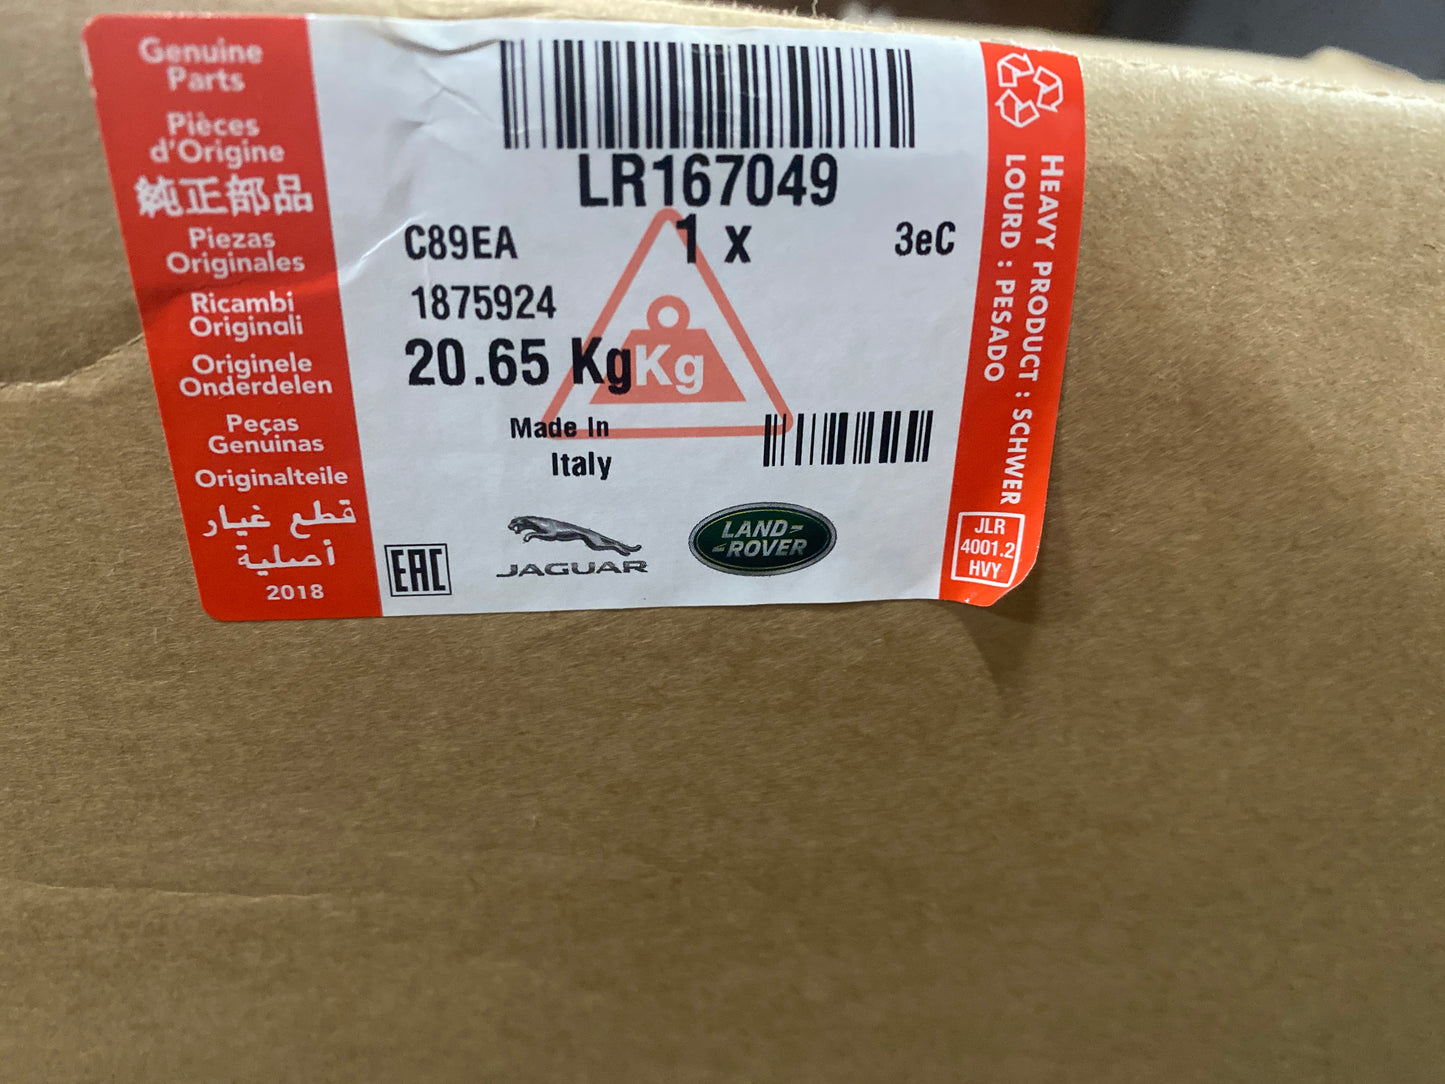 Genuine
Parts
Pièces
d'Origine
純正部品
Piezas
Originales
Ricambi
Originali
Originele
Onderdelen
Peças
Genuinas
Originalteile
قطع غيار
أصلية
2018
LR167049
C89EA
1 x
3eC
1875924
20.65 Kg
Kg
Made In
Italy
EAC
JAGUAR
LAND-
-ROVER
HEAVY PRODUCT : SCHWER
LOURD : PESADO
JLR
4001.2
HVY